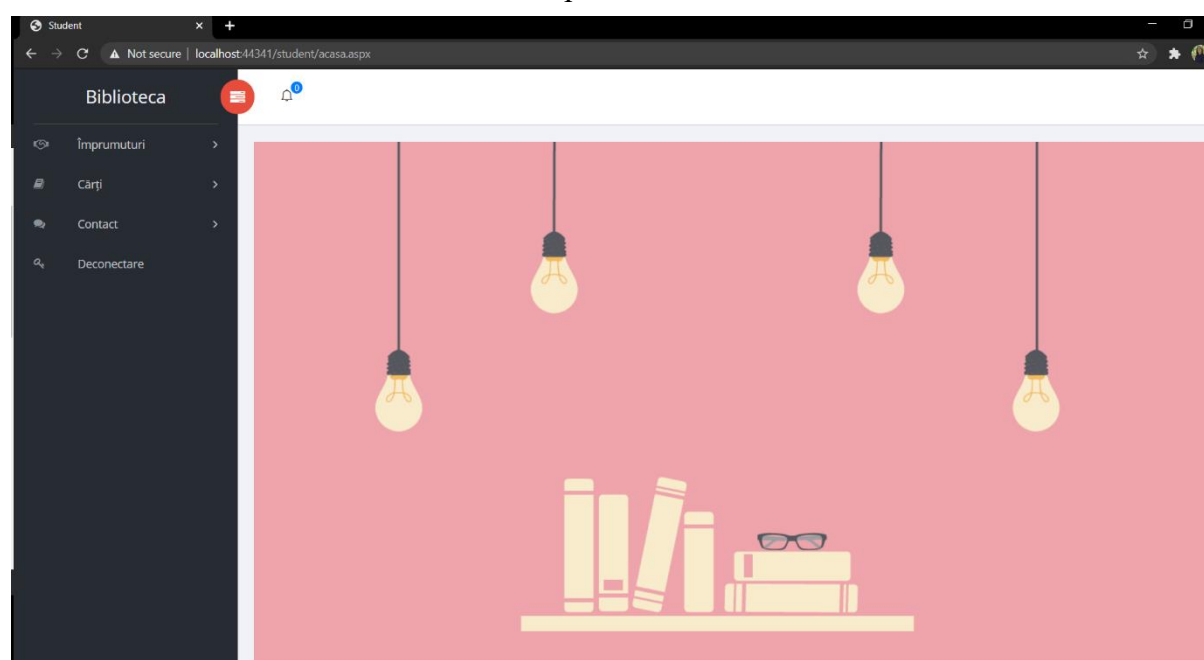 Student
Not secure | localhost:44341/student/acasa.aspx
Biblioteca
0
Împrumuturi
Cărți
Contact
Deconectare